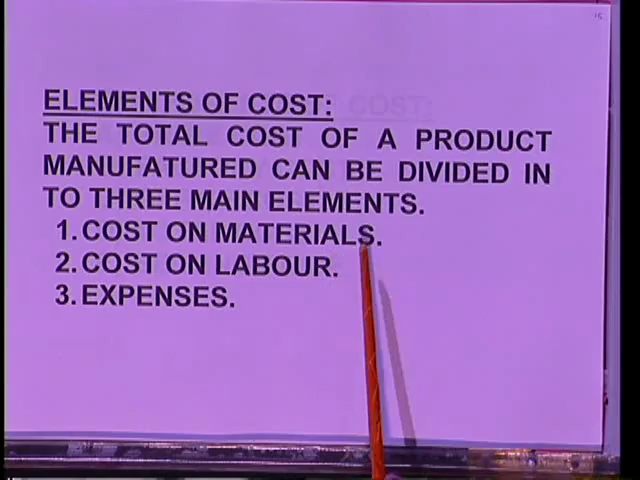 ELEMENTS OF COST:
THE TOTAL COST OF A PRODUCT
MANUFATURED CAN BE DIVIDED IN
TO THREE MAIN ELEMENTS.
1. COST ON MATERIALS.
2. COST ON LABOUR.
3. EXPENSES.